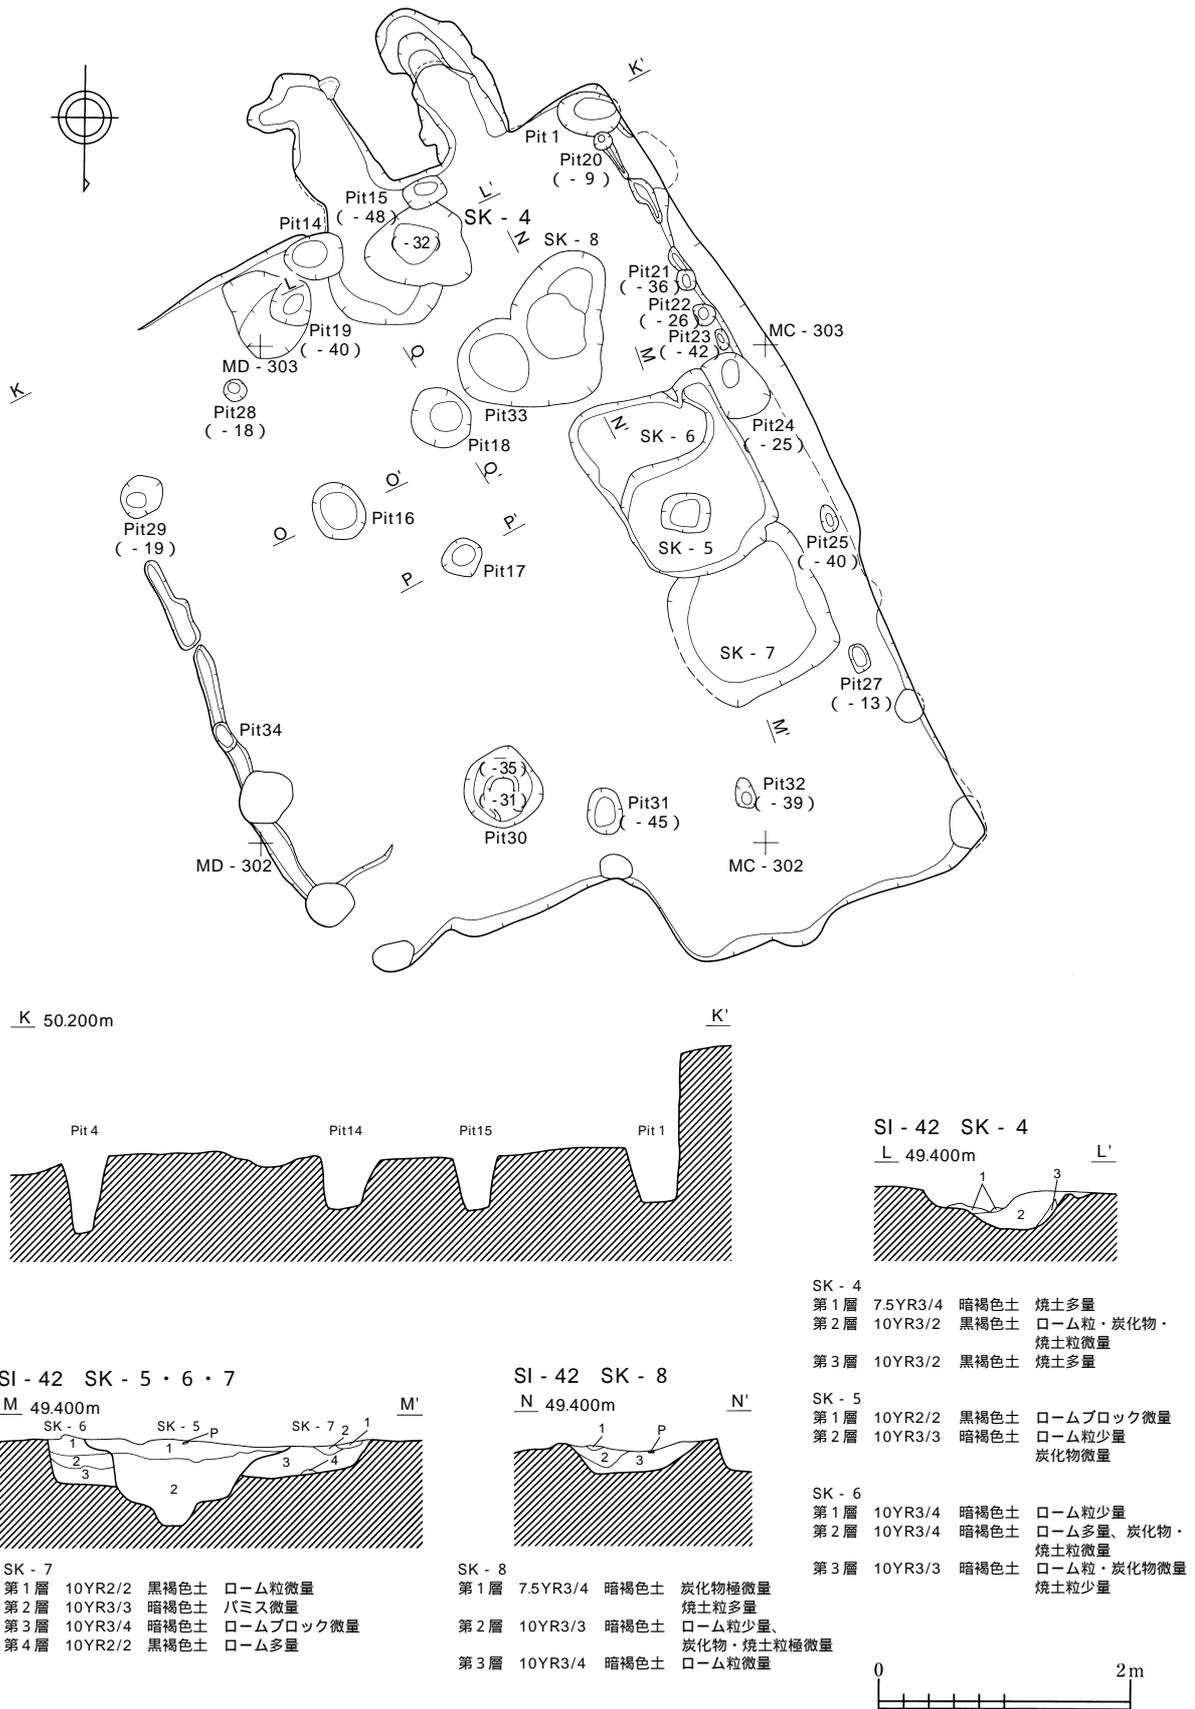 K'
Pit 1
Pit20
( - 9 )
Pit15
( - 48 )
L'
SK - 4
Pit14
( - 32 )
N
SK - 8
L
Pit21
( - 36 )
Pit22
( - 26 )
Pit23
( - 42 )
MC - 303
Pit19
( - 40 )
MD - 303
Q
M
K
Pit28
( - 18 )
Pit33
Pit18
N'
SK - 6
Pit24
( - 25 )
Q'
O'
Pit16
O
P'
Pit29
( - 19 )
SK - 5
Pit25
( - 40 )
Pit17
P
SK - 7
Pit27
( - 13 )
Pit34
M'
( -35 )
( -31 )
Pit30
Pit31
( - 45 )
Pit32
( - 39 )
MD - 302
MC - 302
K 50.200m
K'
Pit 4
Pit14
Pit15
Pit 1
SI - 42 SK - 4
L 49.400m
L'
1
3
2
SK - 4
第1層 7.5YR3/4 暗褐色土 焼土多量
第2層 10YR3/2 黒褐色土 ローム粒・炭化物・
焼土粒微量
第3層 10YR3/2 黒褐色土 焼土多量
SK - 5
第1層 10YR2/2 黒褐色土 ロームブロック微量
第2層 10YR3/3 暗褐色土 ローム粒少量
炭化物微量
SK - 6
第1層 10YR3/4 暗褐色土 ローム粒少量
第2層 10YR3/4 暗褐色土 ローム多量、炭化物・
焼土粒微量
第3層 10YR3/3 暗褐色土 ローム粒・炭化物微量
焼土粒少量
SI - 42 SK - 5・6・7
M 49.400m
M'
SK - 6
SK - 5
P
SK - 7
2
1
1
1
2
3
2
3
4
SK - 7
第1層 10YR2/2 黒褐色土 ローム粒微量
第2層 10YR3/3 暗褐色土 パミス微量
第3層 10YR3/4 暗褐色土 ロームブロック微量
第4層 10YR2/2 黒褐色土 ローム多量
SI - 42 SK - 8
N 49.400m
N'
1
P
2
3
SK - 8
第1層 7.5YR3/4 暗褐色土 炭化物極微量
焼土粒多量
第2層 10YR3/3 暗褐色土 ローム粒少量、
炭化物・焼土粒極微量
第3層 10YR3/4 暗褐色土 ローム粒微量
0
2m